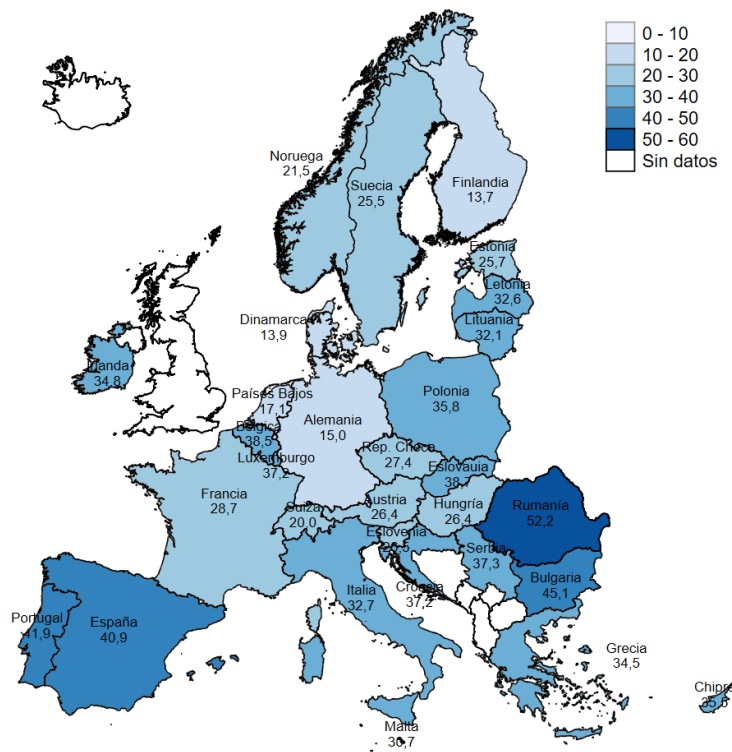 0 - 10
10 - 20
20 - 30
30 - 40
40 - 50
50 - 60
Sin datos
Noruega
21,5
Suecia
25,5
Finlandia
13,7
Estonia
25,7
Letonia
32,6
Lituania
32,1
Dinamarca
13,9
Irlanda
34,8
Países Bajos
17,1
Bélgica
38,5
Luxemburgo
37,2
Alemania
15,0
Polonia
35,8
Rep. Checa
27,4
Eslovauia
Francia
28,7
Suiza
20,0
Austria
26,4
Hungría
26,4
Rumanía
52,2
Eslovenia
Serbia
37,3
Croacia
37,2
Bulgaria
45,1
Italia
32,7
Portugal
41,9
España
40,9
Grecia
34,5
Chipre
Malta
30,7